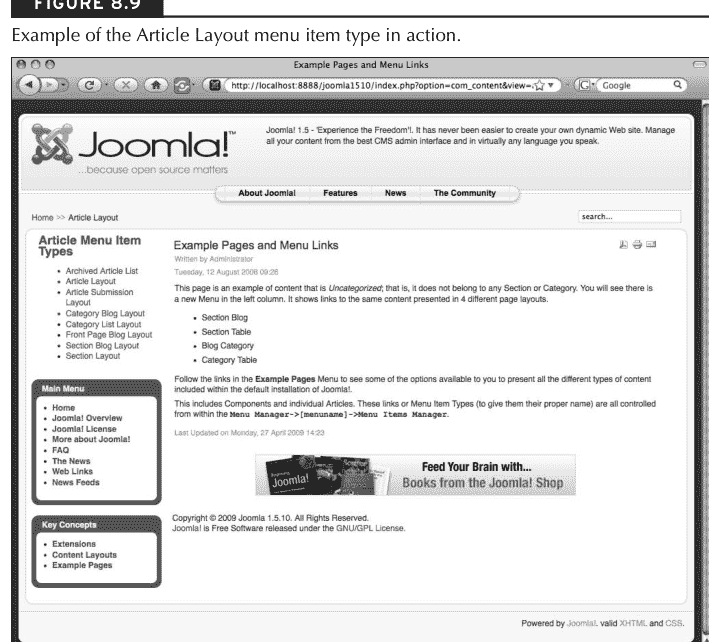 FIGURE 8.9
Example of the Article Layout menu item type in action.
Example Pages and Menu Links
http://localhost:8888/joomla1510/index.php?option=com_content&view=
Google
Joomla!™
...because open source matters
Joomla! 1.5 - 'Experience the Freedom'!. It has never been easier to create your own dynamic Web site. Manage
all your content from the best CMS admin interface and in virtually any language you speak.
About Joomla! Features News The Community
Home >> Article Layout
search...
Article Menu Item
Types
• Archived Article List
• Article Layout
• Article Submission
Layout
• Category Blog Layout
• Category List Layout
• Front Page Blog Layout
• Section Blog Layout
• Section Layout
Main Menu
• Home
• Joomla! Overview
• Joomla! License
• More about Joomla!
• FAQ
• The News
• Web Links
• News Feeds
Key Concepts
• Extensions
• Content Layouts
• Example Pages
Example Pages and Menu Links
Written by Administrator
Tuesday, 12 August 2008 09:26
This page is an example of content that is Uncategorized; that is, it does not belong to any Section or Category. You will see there is
a new Menu in the left column. It shows links to the same content presented in 4 different page layouts.
• Section Blog
• Section Table
• Blog Category
• Category Table
Follow the links in the Example Pages Menu to see some of the options available to you to present all the different types of content
included within the default installation of Joomla!.
This includes Components and individual Articles. These links or Menu Item Types (to give them their proper name) are all controlled
from within the Menu Manager->[menuname]->Menu Items Manager.
Last Updated on Monday, 27 April 2009 14:23
Joomla!
Feed Your Brain with...
Books from the Joomla! Shop
Copyright © 2009 Joomla 1.5.10. All Rights Reserved.
Joomla! is Free Software released under the GNU/GPL License.
Powered by Joomla!. valid XHTML and CSS.